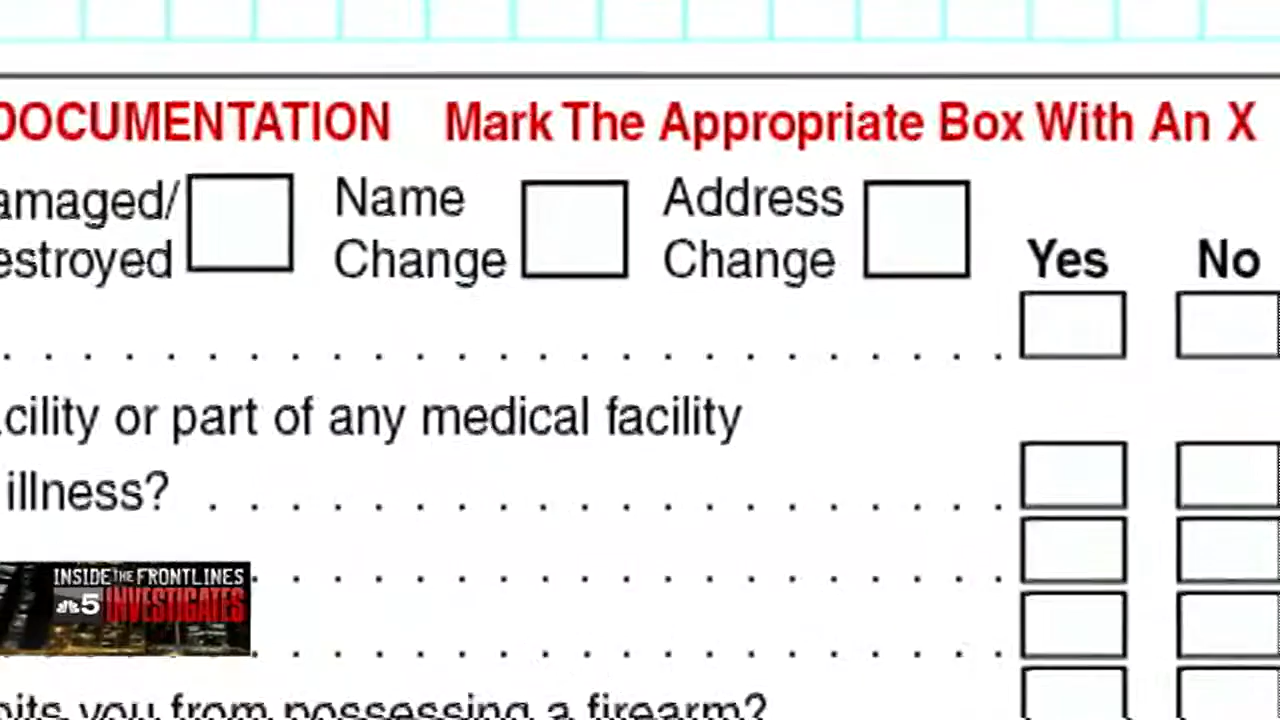 DOCUMENTATION Mark The Appropriate Box With An X
amaged/ Name Address
estroyed Change Change Yes No
cility or part of any medical facility
illness?
INSIDE THE FRONTLINES
5 INVESTIGATES
bits you from possessing a firearm?